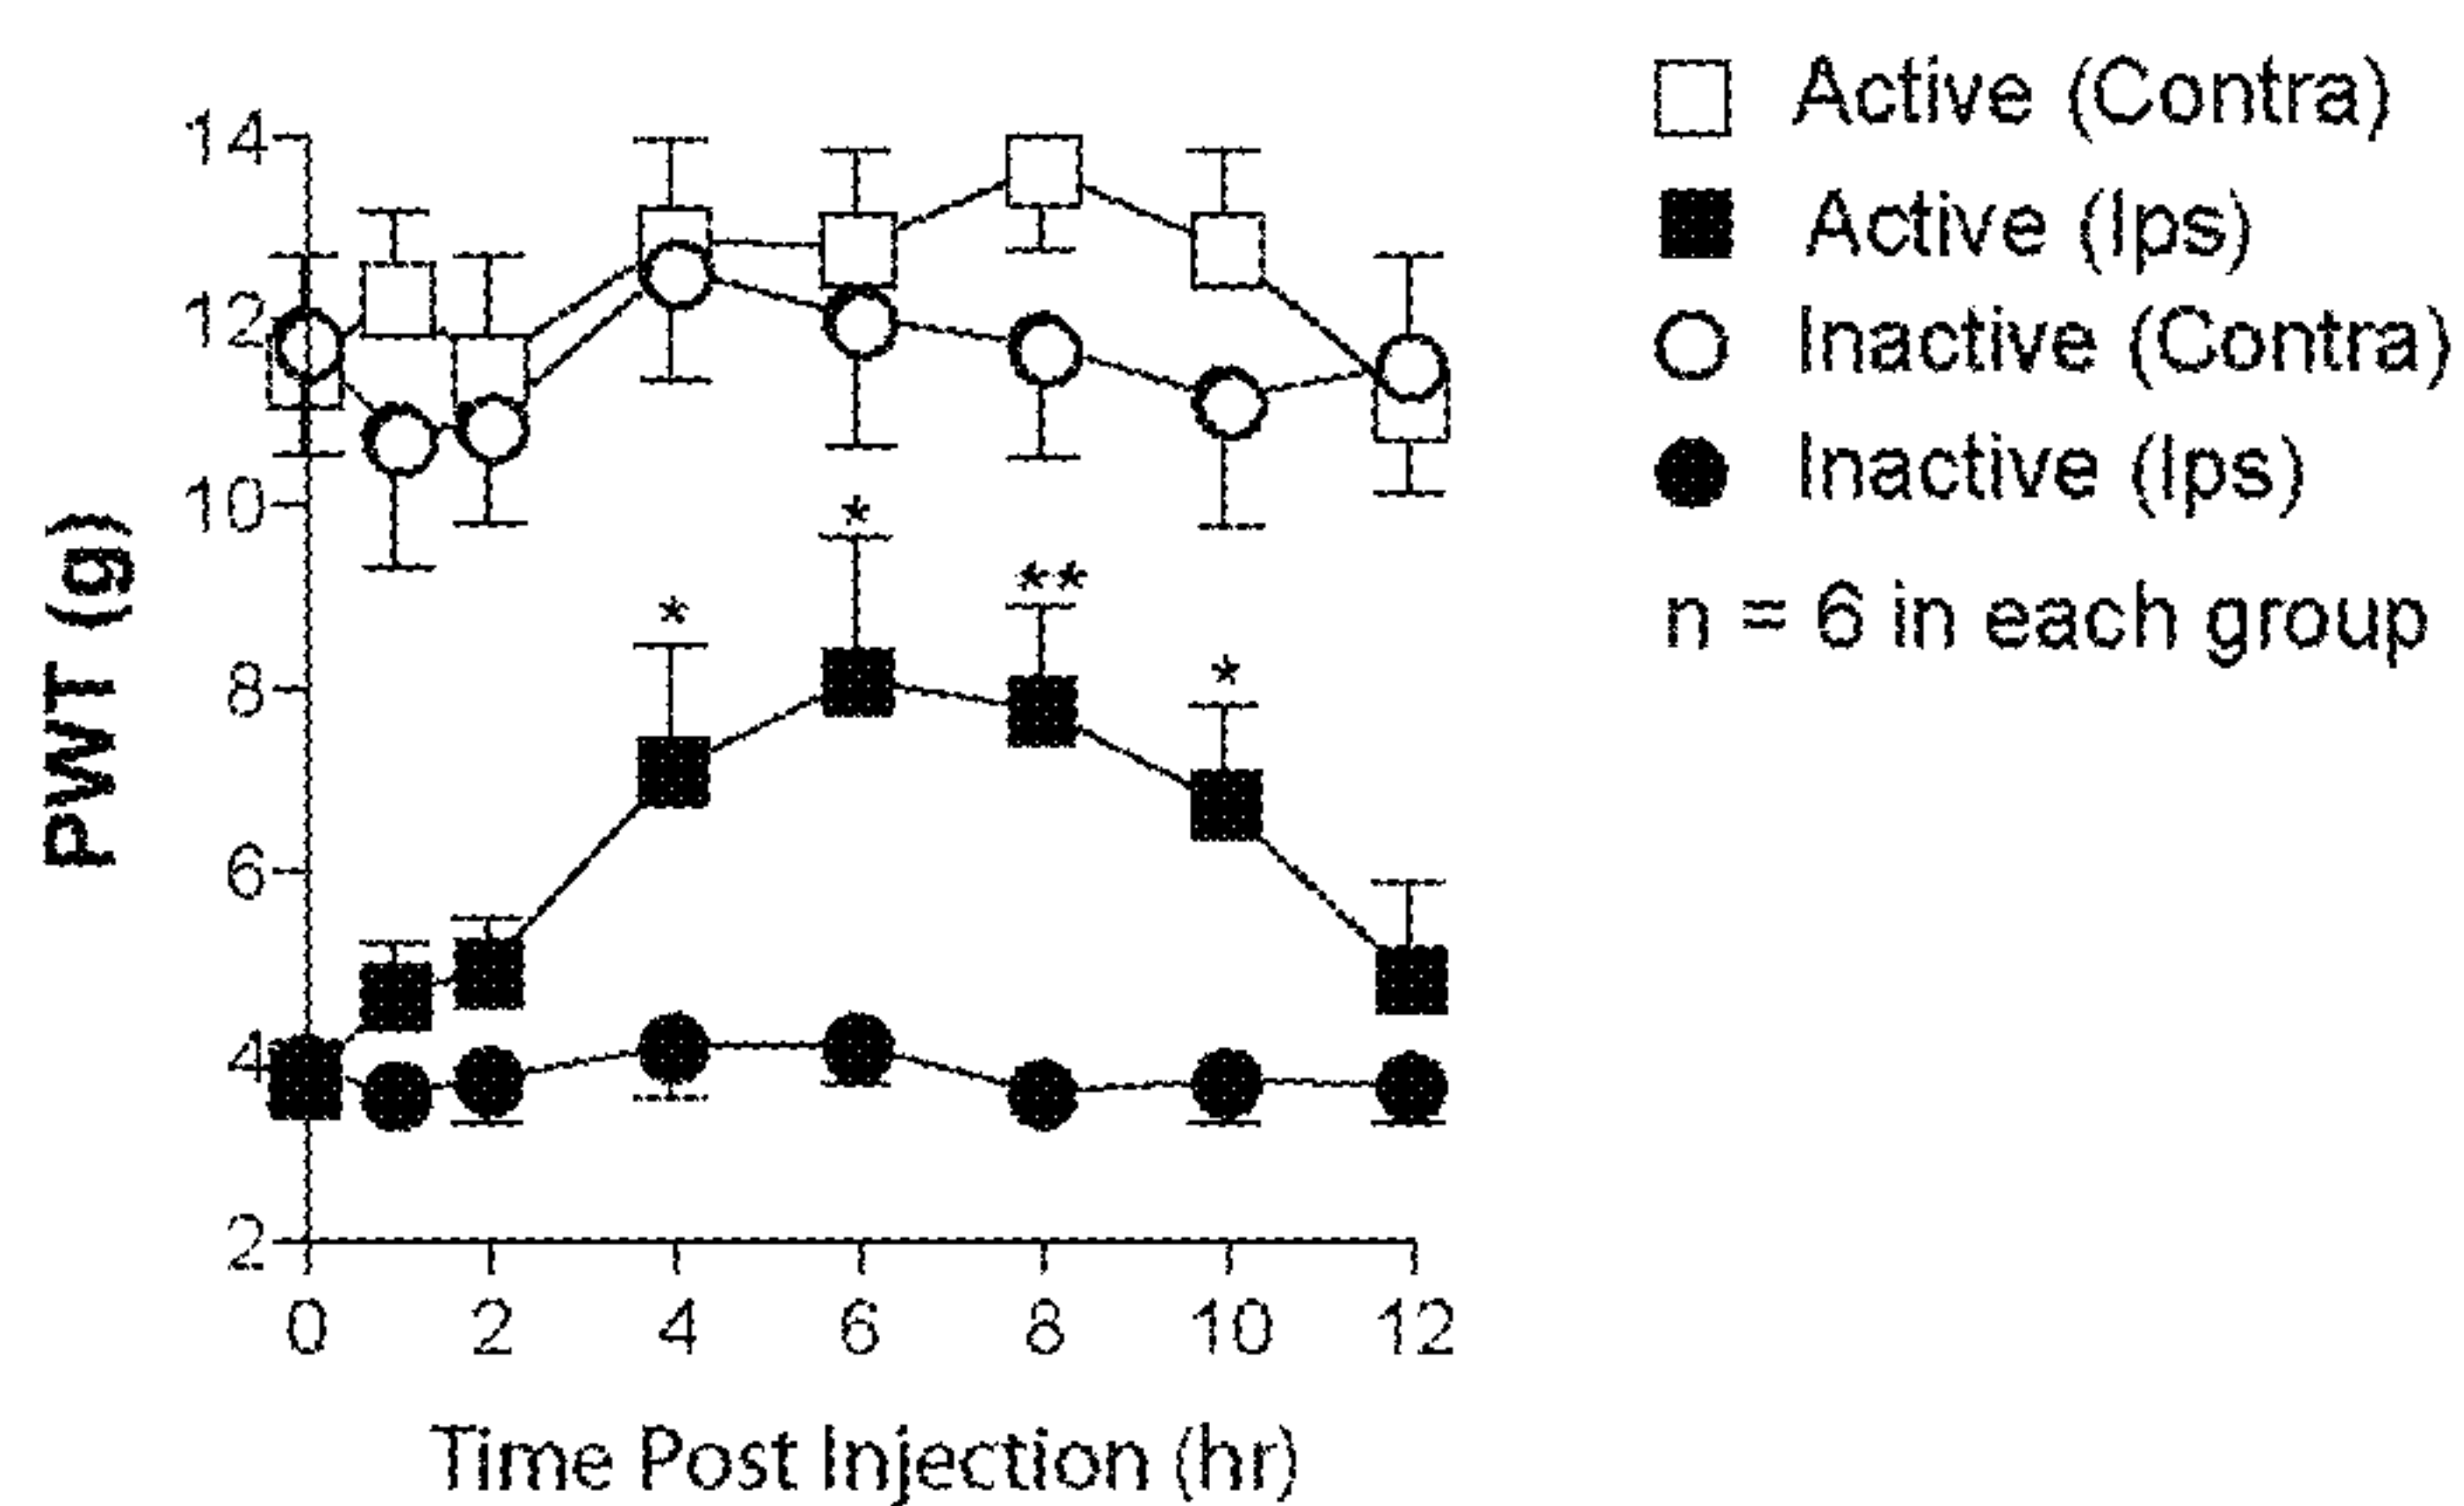 Active (Contra)
Active (Ips)
Inactive (Contra)
Inactive (Ips)
n = 6 in each group
PWT (g)
14
12
10
8
6
4
2
*
*
**
*
0 2 4 6 8 10 12
Time Post Injection (hr)